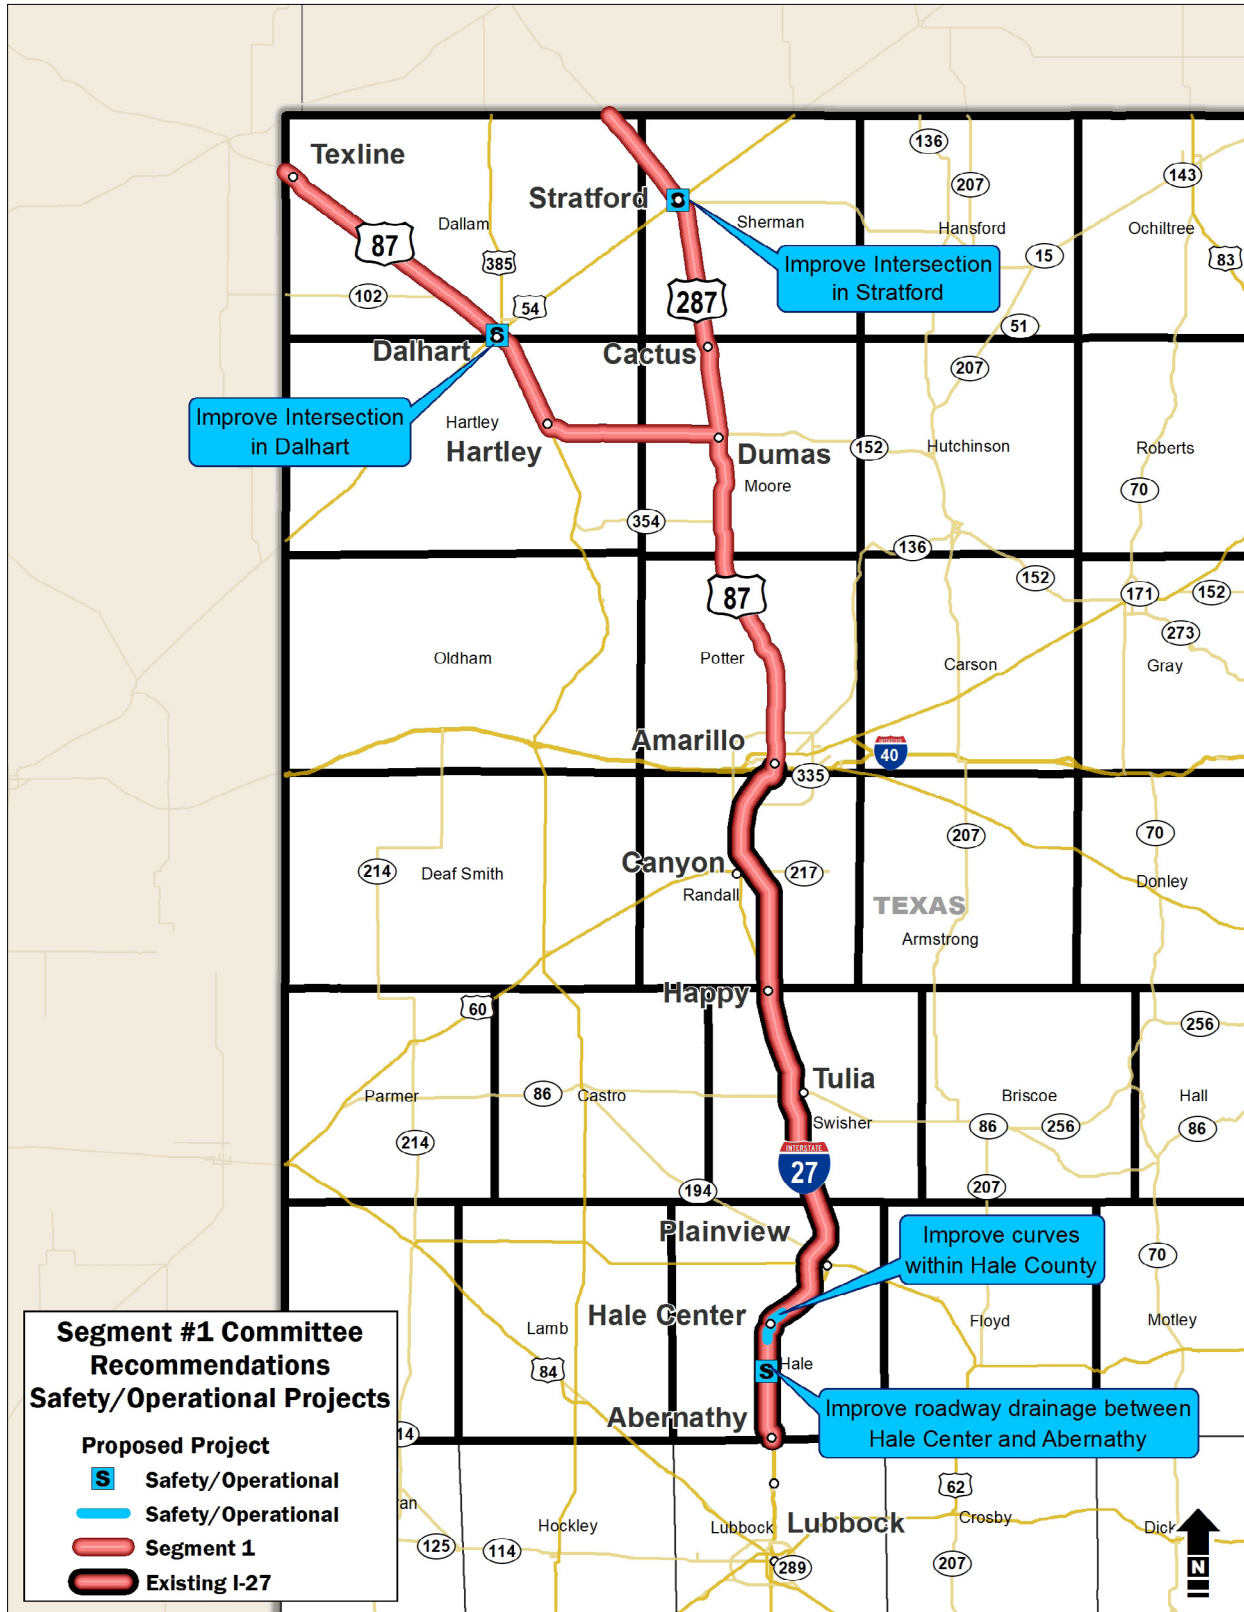 Texline
Stratford
136
207
143
Dallam
Sherman
Hansford
Ochiltree
87
385
Improve Intersection
in Stratford
15
83
102
54
287
51
Dalhart
Cactus
207
Improve Intersection
in Dalhart
Hartley
Hartley
Dumas
152
Hutchinson
Roberts
Moore
70
354
136
152
171
152
87
273
Oldham
Potter
Carson
Gray
Amarillo
40
335
207
70
Canyon
214
Deaf Smith
217
Randall
Donley
TEXAS
Armstrong
Happy
60
256
Tulia
Parmer
86
Castro
Briscoe
Hall
Swisher
86
256
86
214
INTERSTATE
27
194
207
Plainview
Improve curves
within Hale County
70
Hale Center
Lamb
Floyd
Motley
84
S
Hale
Abernathy
Improve roadway drainage between
Hale Center and Abernathy
14
62
Hockley
Lubbock
Lubbock
Crosby
Dick
125
114
289
207
Segment #1 Committee
Recommendations
Safety/Operational Projects
Proposed Project
S Safety/Operational
Safety/Operational
Segment 1
Existing I-27
N